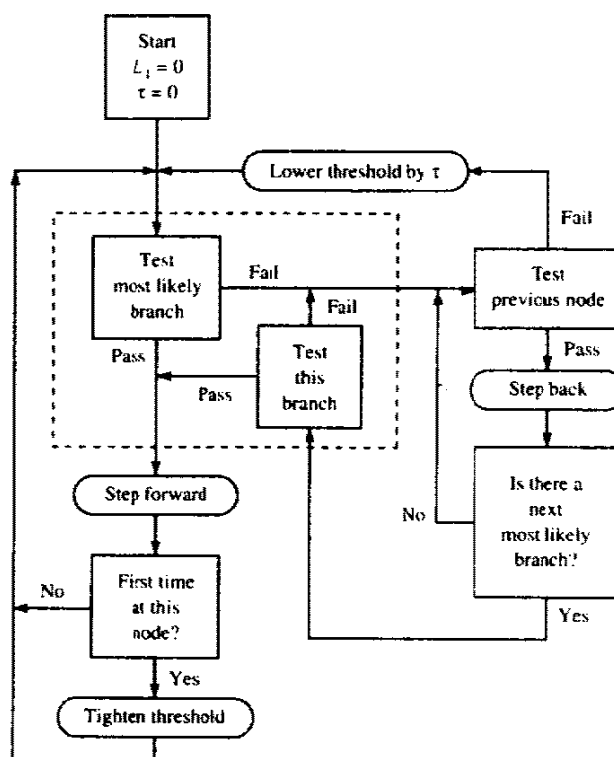 Start
L₁ = 0
τ = 0
Lower threshold by τ
Fail
Test
most likely
branch
Fail
Test
previous node
Fail
Pass
Test
this
branch
Pass
Pass
Step back
Step forward
Is there a
next
most likely
branch?
No
No
First time
at this
node?
Yes
Yes
Tighten threshold